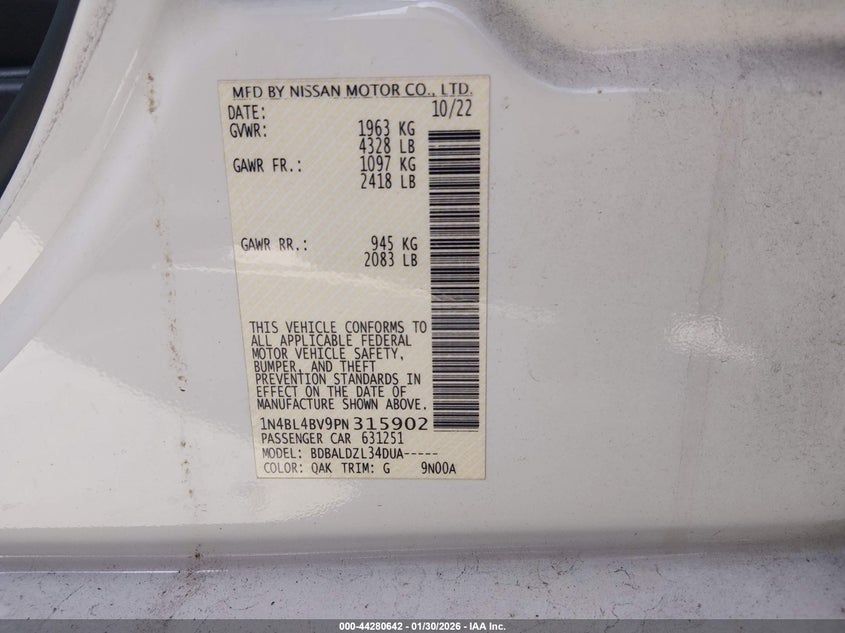 MFD BY NISSAN MOTOR CO., LTD.
DATE: 10/22
GVWR: 1963 KG
4328 LB
GAWR FR.: 1097 KG
2418 LB
GAWR RR.: 945 KG
2083 LB
THIS VEHICLE CONFORMS TO
ALL APPLICABLE FEDERAL
MOTOR VEHICLE SAFETY,
BUMPER, AND THEFT
PREVENTION STANDARDS IN
EFFECT ON THE DATE OF
MANUFACTURE SHOWN ABOVE.
1N4BL4BV9PN315902
PASSENGER CAR 631251
MODEL: BDBALDZL34DUA-----
COLOR: QAK TRIM: G 9N00A
000-44280642 / 01/30/2026 - IAA Inc.